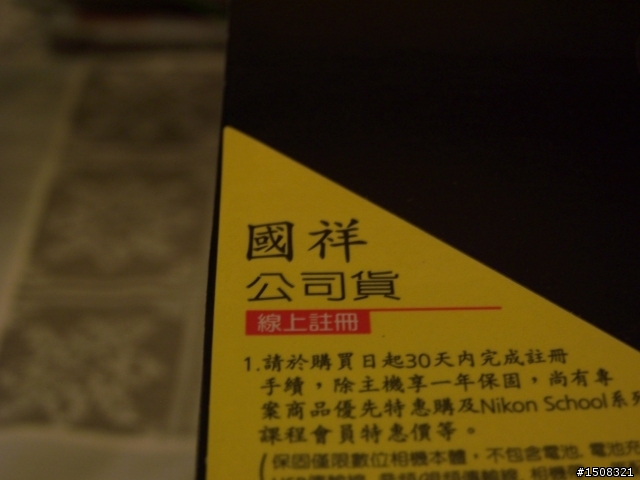 國祥
公司貨
線上註冊
1.請於購買日起30天內完成註冊
手續，除主機享一年保固，尚有專
案商品優先特惠購及Nikon School系列
課程會員特惠價等。
(保固僅限數位相機本體，不包含電池、電池充
#1508321